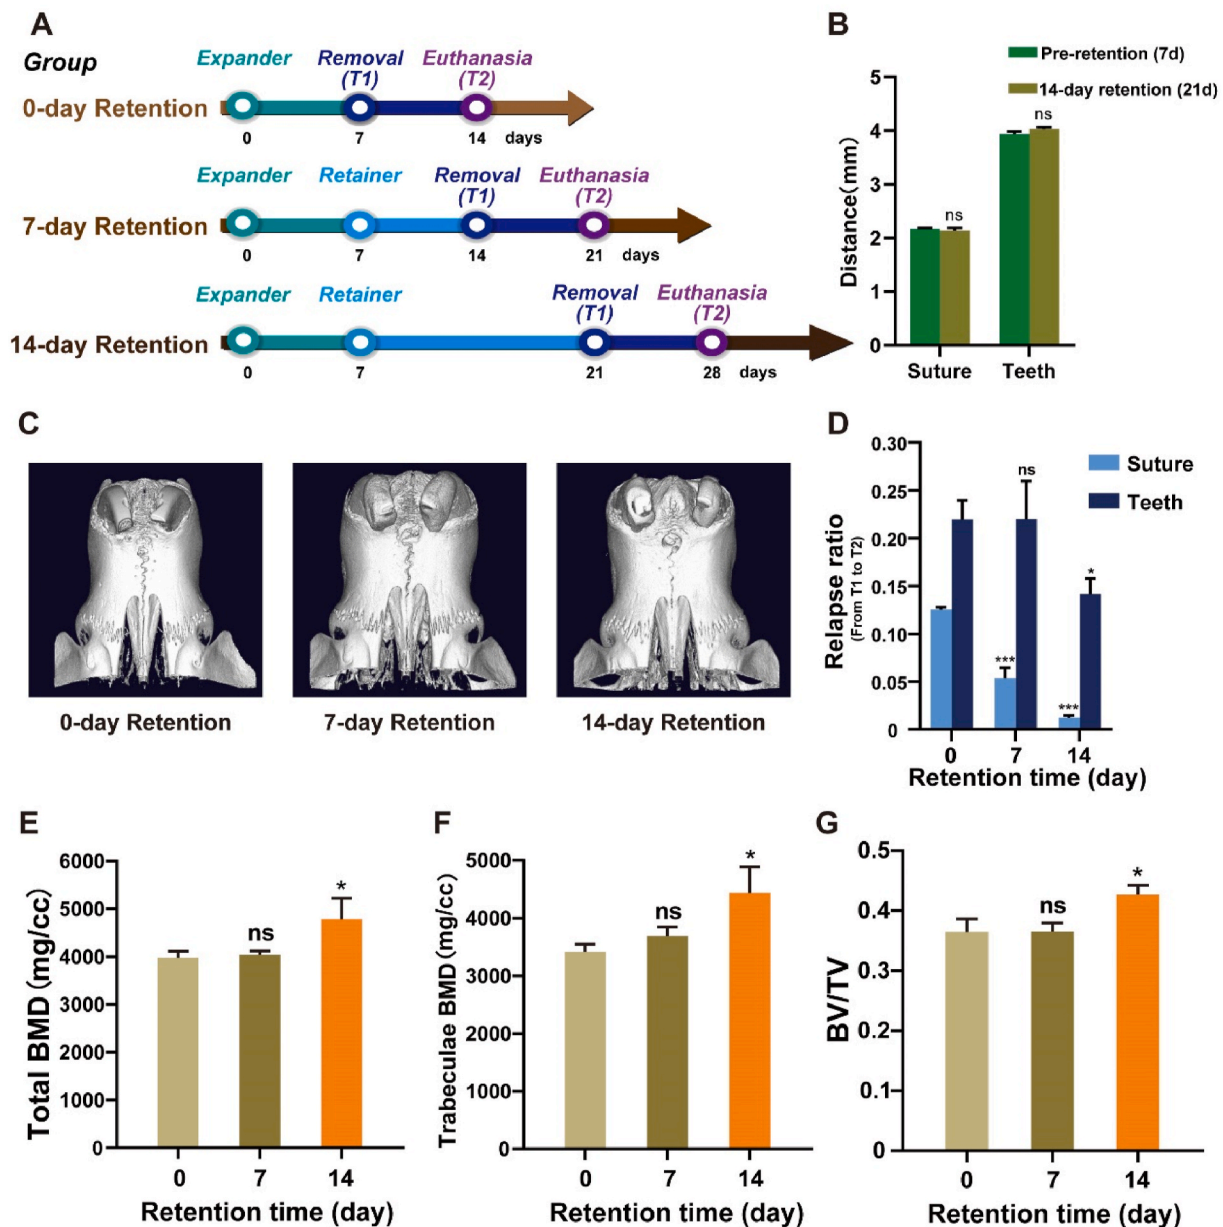 A
Group
Expander
Removal
(T1)
Euthanasia
(T2)
0-day Retention
0
7
14
days
Expander
Retainer
Removal
(T1)
Euthanasia
(T2)
7-day Retention
0
7
14
21
days
Expander
Retainer
Removal
(T1)
Euthanasia
(T2)
14-day Retention
0
7
21
28
days
B
Pre-retention (7d)
14-day retention (21d)
Distance(mm)
5
4
3
2
1
0
ns
ns
Suture
Teeth
C
0-day Retention
7-day Retention
14-day Retention
D
Suture
Teeth
Relapse ratio
(From T1 to T2)
0.30
0.25
0.20
0.15
0.10
0.05
0
***
ns
***
*
0
7
14
Retention time (day)
E
Total BMD (mg/cc)
6000
5000
4000
3000
2000
1000
0
ns
*
0
7
14
Retention time (day)
F
Trabeculae BMD (mg/cc)
5000
4000
3000
2000
1000
0
ns
*
0
7
14
Retention time (day)
G
BV/TV
0.5
0.4
0.3
0.2
0.1
0
ns
*
0
7
14
Retention time (day)